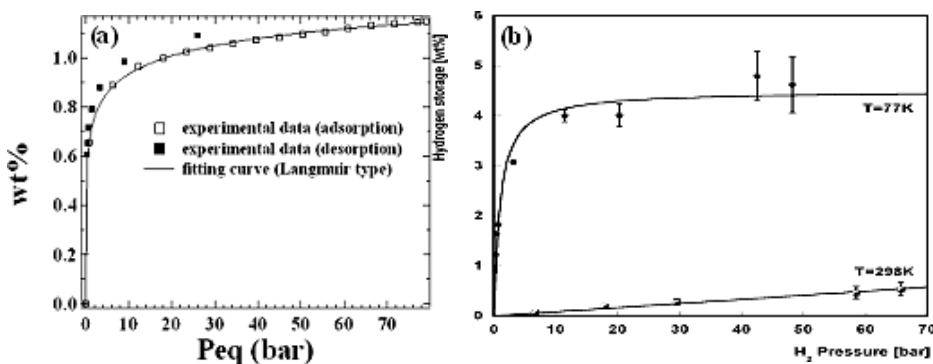 (a)
wt%
1.0
0.8
0.6
0.4
0.2
0.0
experimental data (adsorption)
experimental data (desorption)
fitting curve (Langmuir type)
0 10 20 30 40 50 60 70 80
Peq (bar)
(b)
Hydrogen storage [wt%]
6
5
4
3
2
1
0
T=77K
T=298K
0 10 20 30 40 50 60 70
H₂ Pressure [bar]